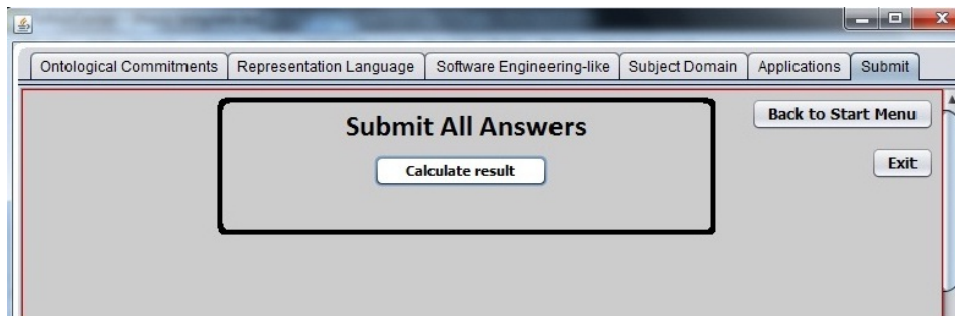 Ontological Commitments Representation Language Software Engineering-like Subject Domain Applications Submit
Submit All Answers
Back to Start Menu
Calculate result
Exit